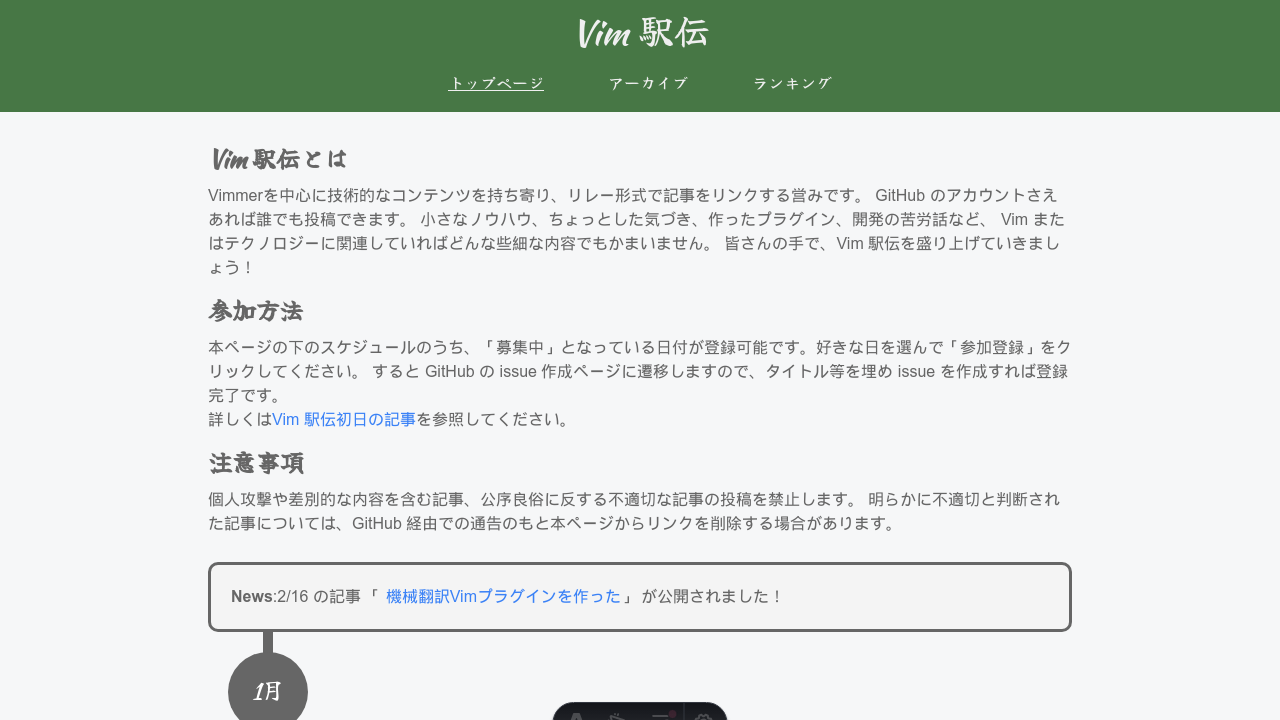 Vim 駅伝
トップページ アーカイブ ランキング
Vim 駅伝とは
Vimmerを中心に技術的なコンテンツを持ち寄り、リレー形式で記事をリンクする営みです。 GitHub のアカウントさえ
あれば誰でも投稿できます。 小さなノウハウ、ちょっとした気づき、作ったプラグイン、開発の苦労話など、 Vim また
はテクノロジーに関連していればどんな些細な内容でもかまいません。 皆さんの手で、Vim 駅伝を盛り上げていきまし
ょう！
参加方法
本ページの下のスケジュールのうち、「募集中」となっている日付が登録可能です。好きな日を選んで「参加登録」をク
リックしてください。 すると GitHub の issue 作成ページに遷移しますので、タイトル等を埋め issue を作成すれば登録
完了です。
詳しくはVim 駅伝初日の記事を参照してください。
注意事項
個人攻撃や差別的な内容を含む記事、公序良俗に反する不適切な記事の投稿を禁止します。 明らかに不適切と判断され
た記事については、GitHub 経由での通告のもと本ページからリンクを削除する場合があります。
News:2/16 の記事 「 機械翻訳Vimプラグインを作った」 が公開されました！
1月